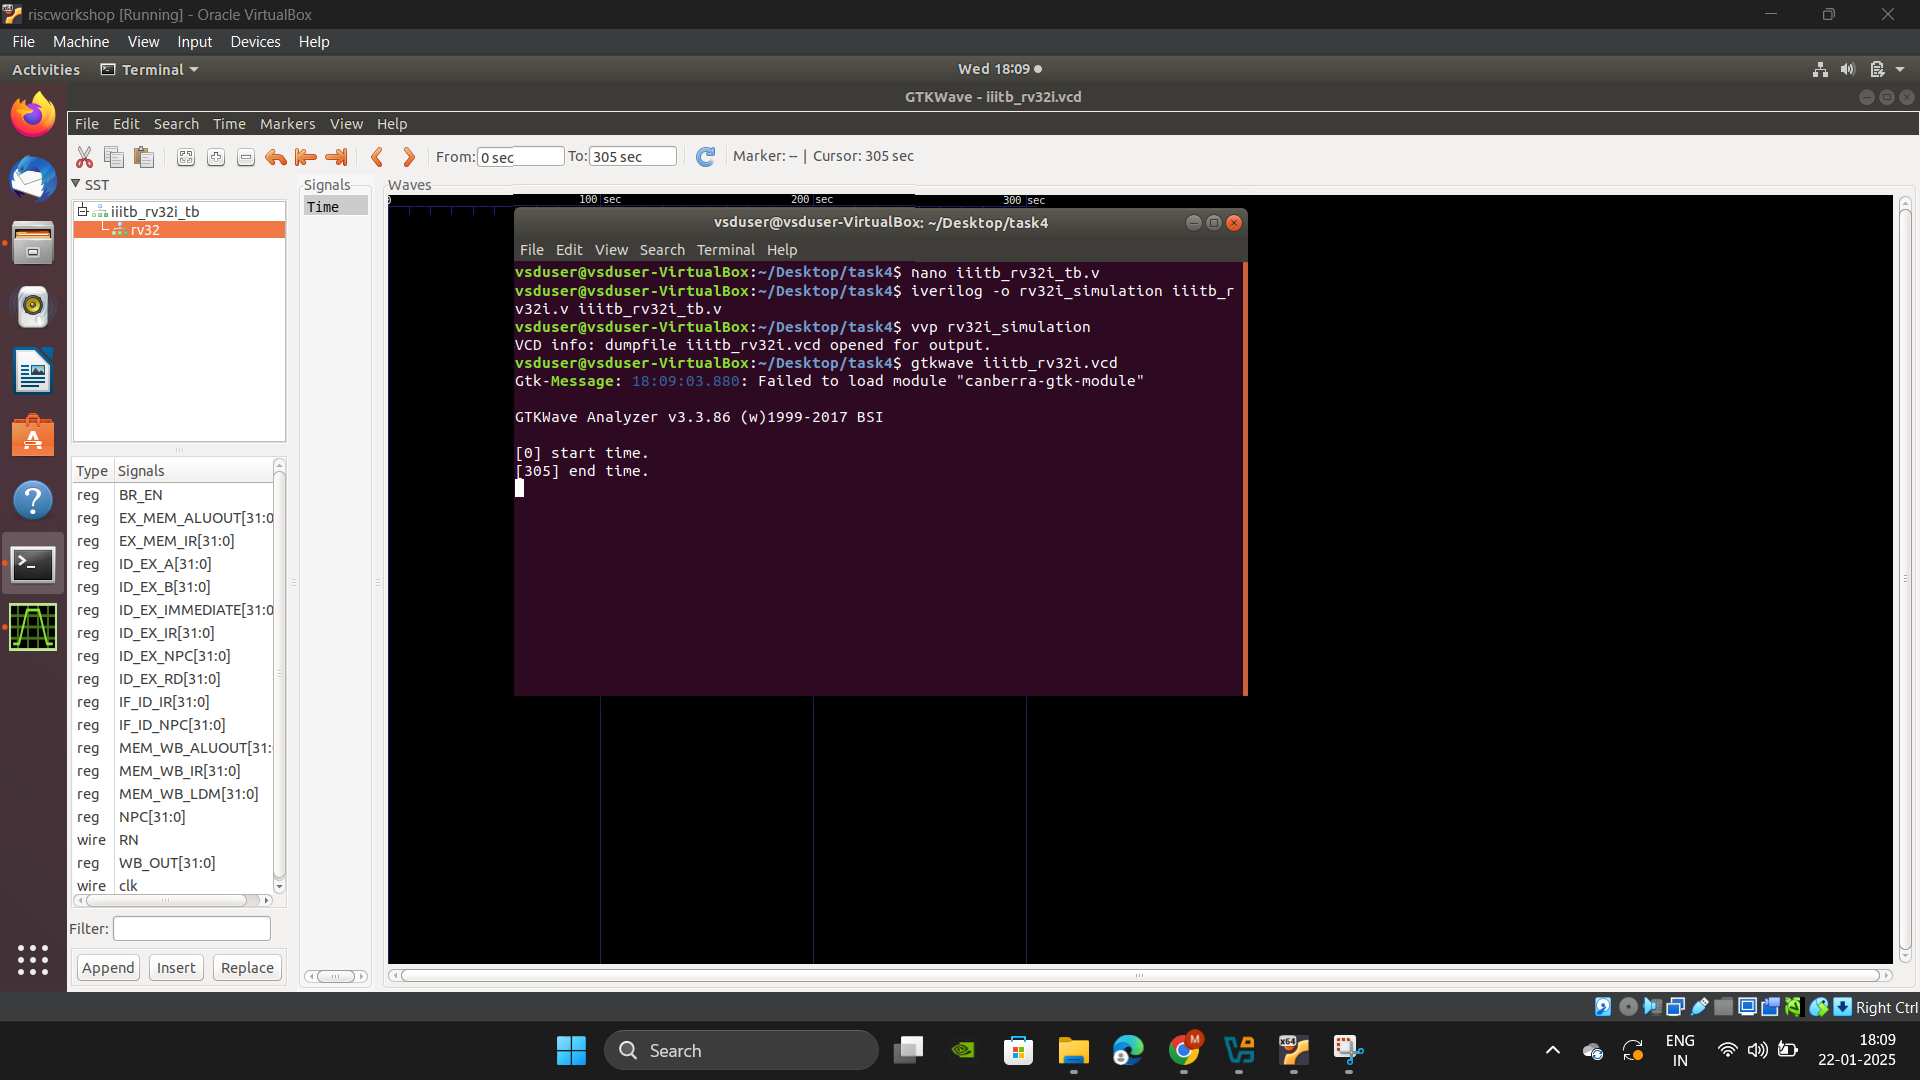 riscworkshop [Running] - Oracle VirtualBox
File Machine View Input Devices Help
Activities Terminal Wed 18:09
GTKWave - iiitb_rv32i.vcd
File Edit Search Time Markers View Help
From: 0 sec To: 305 sec Marker: -- | Cursor: 305 sec
SST
iiitb_rv32i_tb
rv32
Type Signals
reg BR_EN
reg EX_MEM_ALUOUT[31:0
reg EX_MEM_IR[31:0]
reg ID_EX_A[31:0]
reg ID_EX_B[31:0]
reg ID_EX_IMMEDIATE[31:0
reg ID_EX_IR[31:0]
reg ID_EX_NPC[31:0]
reg ID_EX_RD[31:0]
reg IF_ID_IR[31:0]
reg IF_ID_NPC[31:0]
reg MEM_WB_ALUOUT[31:
reg MEM_WB_IR[31:0]
reg MEM_WB_LDM[31:0]
reg NPC[31:0]
wire RN
reg WB_OUT[31:0]
wire clk
Filter:
Append Insert Replace
Signals
Time
Waves
0 100 sec 200 sec 300 sec
vsduser@vsduser-VirtualBox: ~/Desktop/task4
File Edit View Search Terminal Help
vsduser@vsduser-VirtualBox:~/Desktop/task4$ nano iiitb_rv32i_tb.v
vsduser@vsduser-VirtualBox:~/Desktop/task4$ iverilog -o rv32i_simulation iiitb_r
v32i.v iiitb_rv32i_tb.v
vsduser@vsduser-VirtualBox:~/Desktop/task4$ vvp rv32i_simulation
VCD info: dumpfile iiitb_rv32i.vcd opened for output.
vsduser@vsduser-VirtualBox:~/Desktop/task4$ gtkwave iiitb_rv32i.vcd
Gtk-Message: 18:09:03.880: Failed to load module "canberra-gtk-module"
GTKWave Analyzer v3.3.86 (w)1999-2017 BSI
[0] start time.
[305] end time.
Right Ctrl
Search
x64
M
ENG
IN
18:09
22-01-2025